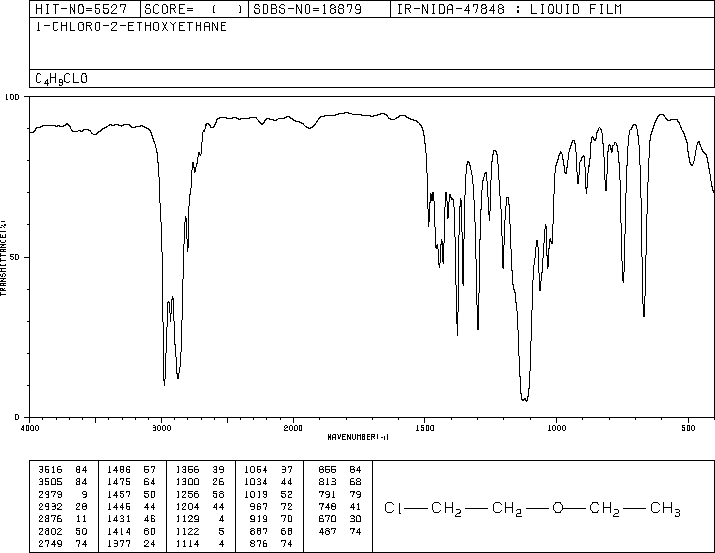 HIT-NO=5527 SCORE= ( ) SDBS-NO=18879 IR-NIDA-47848 : LIQUID FILM
1-CHLORO-2-ETHOXYETHANE
C4H9CLO
100
50
0
TRANSMITTANCE(%)
4000 3000 2000 1500 1000 500
WAVENUMBER(-1)
3616 84 1486 57 1366 39 1064 37 866 84
3505 84 1475 64 1300 26 1034 44 813 68
2979 9 1457 50 1256 58 1019 52 791 79
2932 28 1446 44 1204 44 967 72 748 41
2876 11 1431 46 1129 4 919 70 670 30
2802 50 1414 60 1122 5 887 68 487 74
2749 74 1377 24 1114 4 876 74
Cl—CH2—CH2—O—CH2—CH3